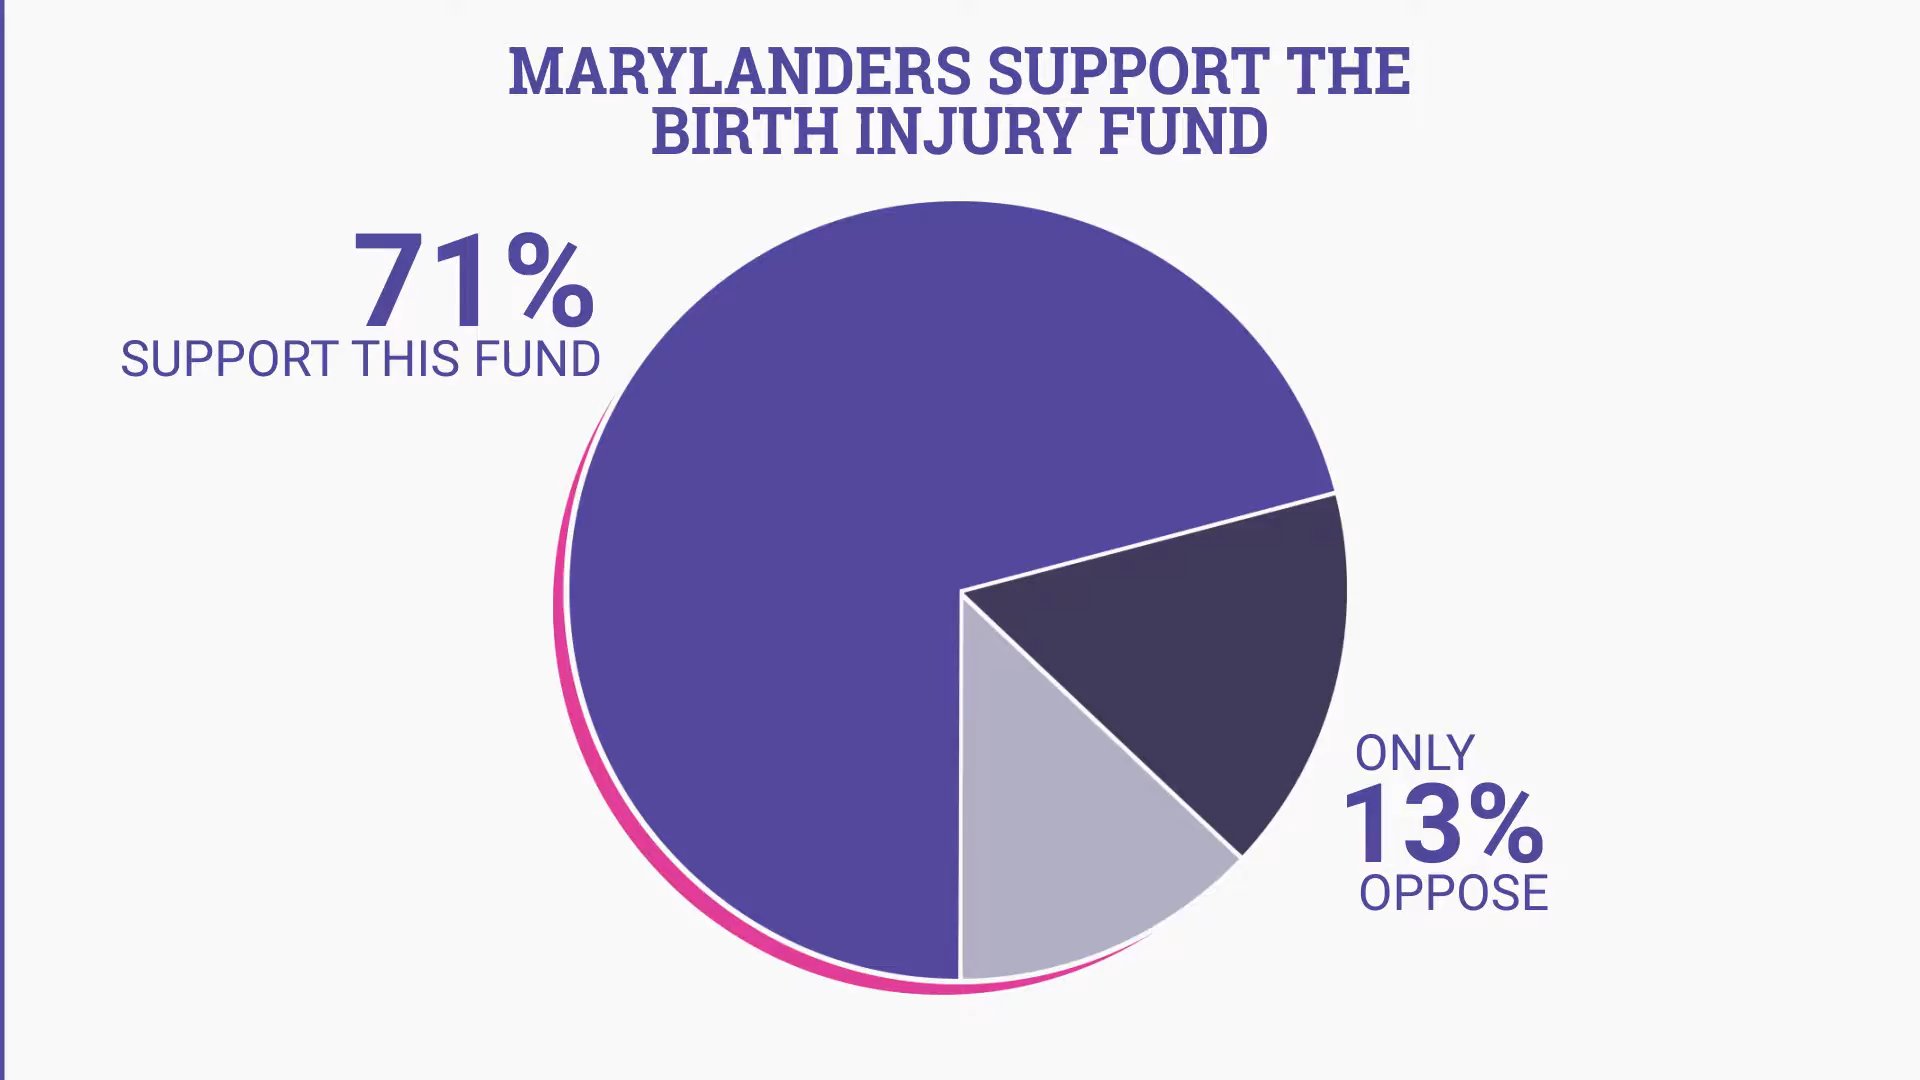 MARYLANDERS SUPPORT THE
BIRTH INJURY FUND
71%
SUPPORT THIS FUND
ONLY
13%
OPPOSE